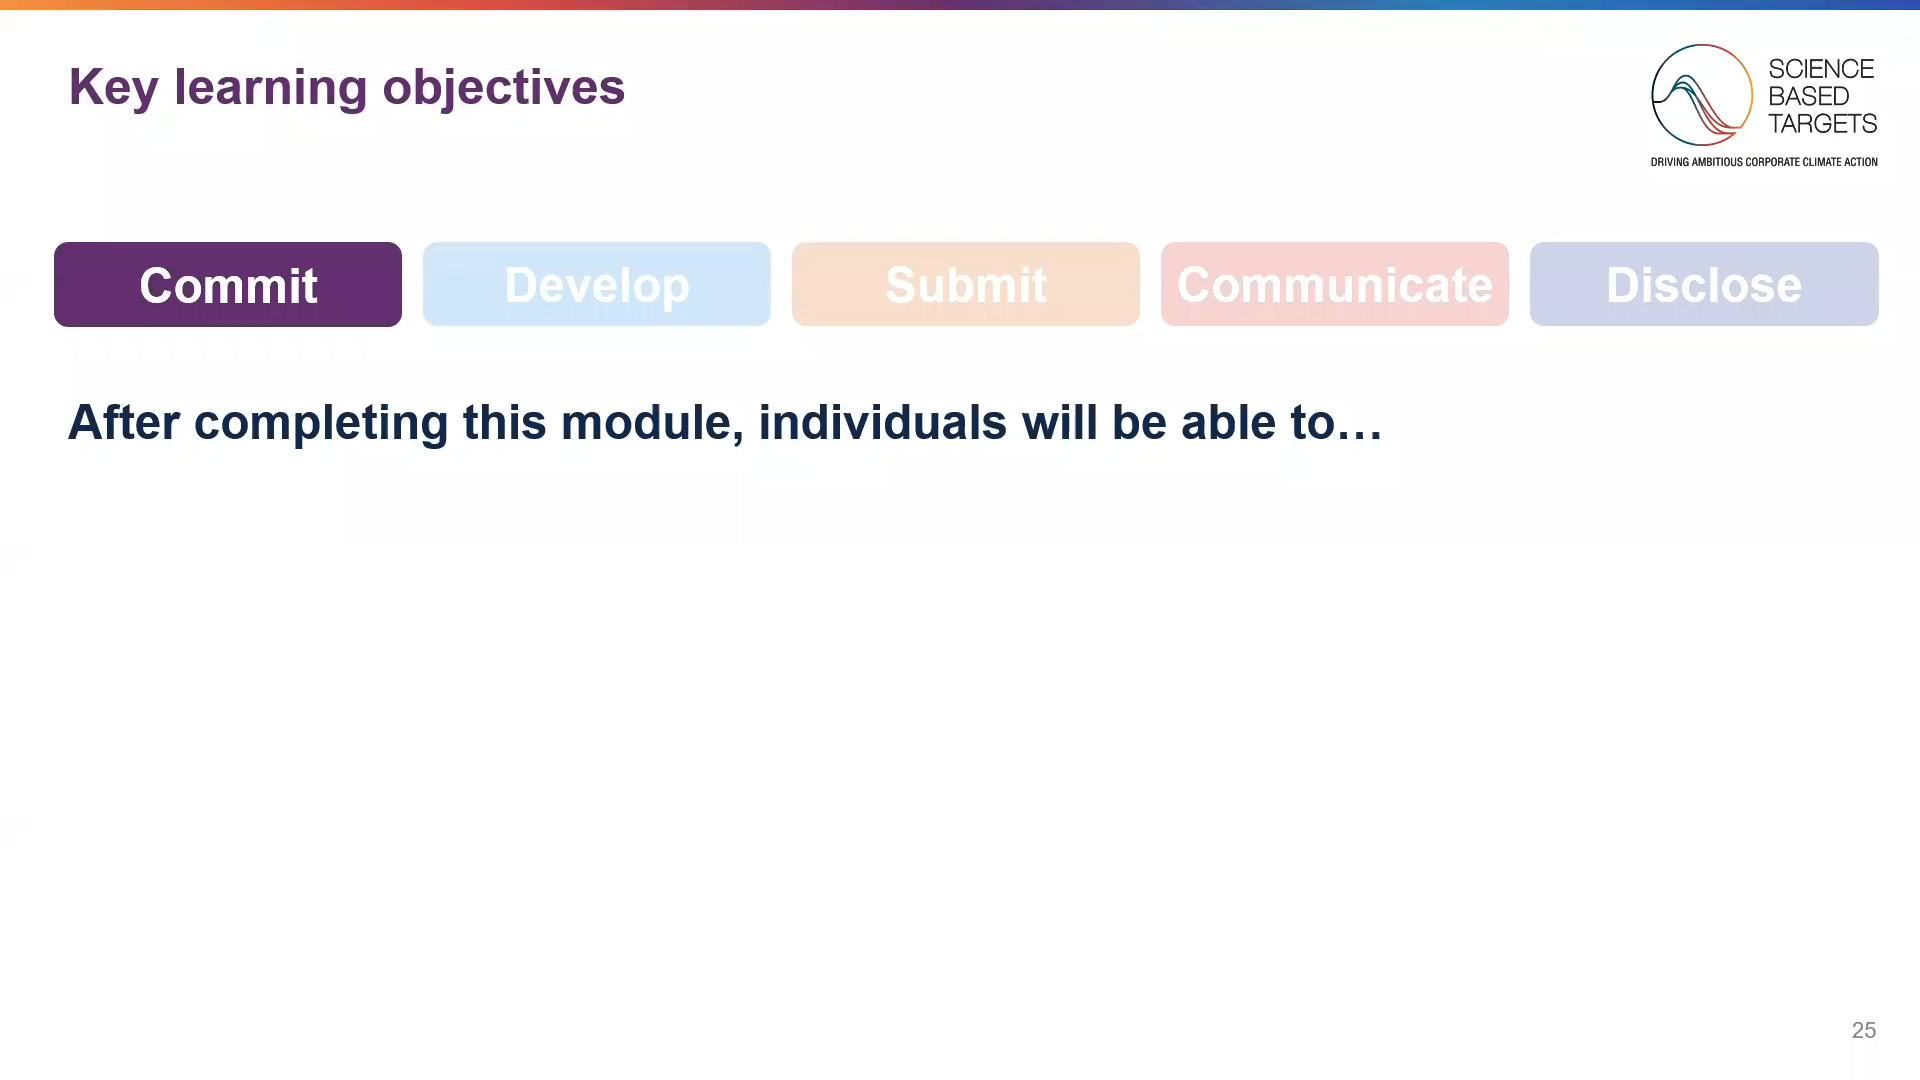 Key learning objectives
SCIENCE
BASED
TARGETS
DRIVING AMBITIOUS CORPORATE CLIMATE ACTION
Commit
Develop
Submit
Communicate
Disclose
After completing this module, individuals will be able to…
25